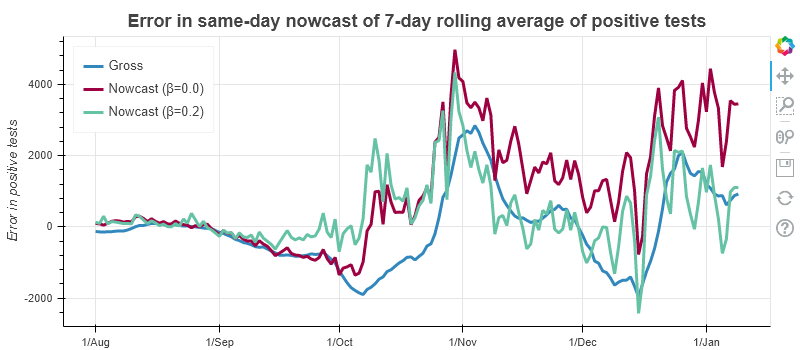 Error in same-day nowcast of 7-day rolling average of positive tests
Gross
Nowcast (β=0.0)
Nowcast (β=0.2)
Error in positive tests
4000
2000
0
-2000
1/Aug
1/Sep
1/Oct
1/Nov
1/Dec
1/Jan